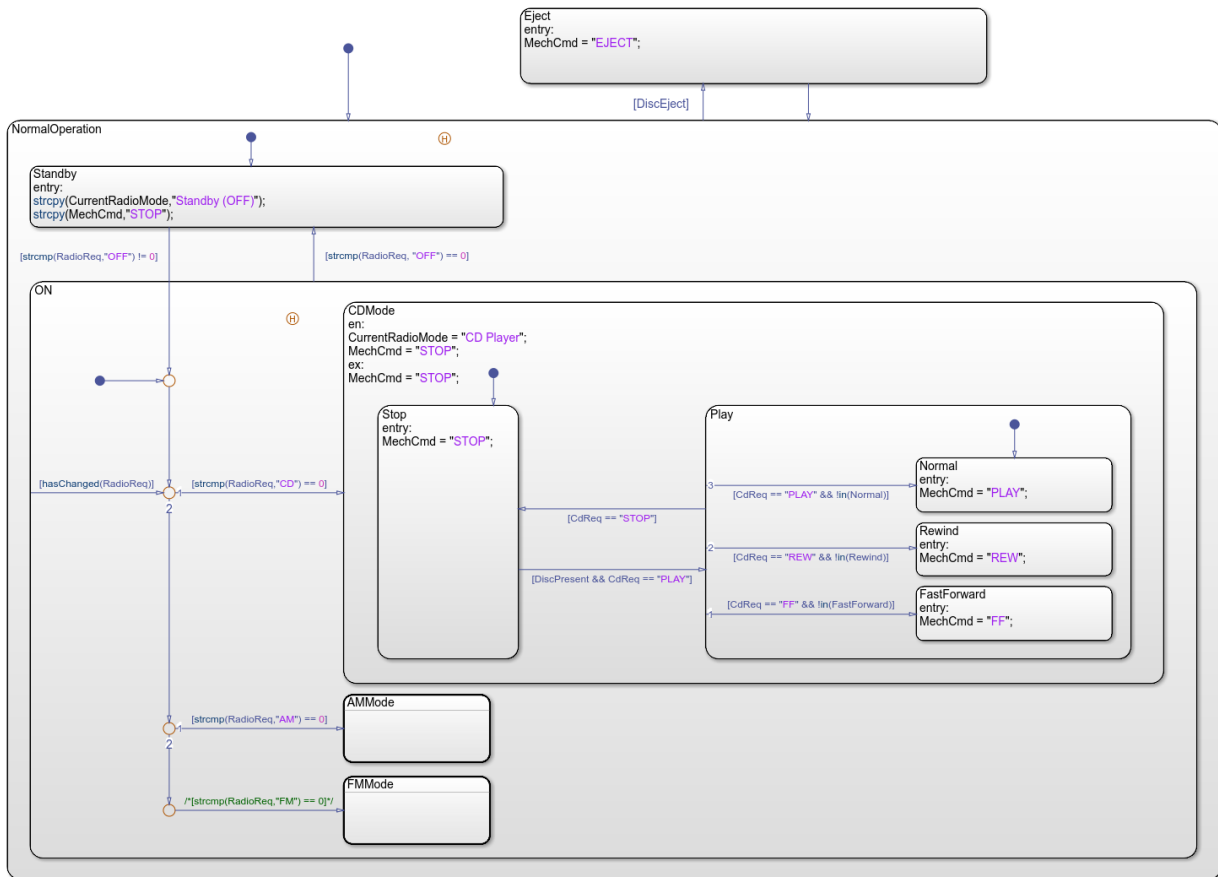 Eject
entry:
MechCmd = "EJECT";
[DiscEject]
NormalOperation
H
Standby
entry:
strcpy(CurrentRadioMode,"Standby (OFF)");
strcpy(MechCmd,"STOP");
[strcmp(RadioReq,"OFF") != 0]
[strcmp(RadioReq, "OFF") == 0]
ON
H
CDMode
en:
CurrentRadioMode = "CD Player";
MechCmd = "STOP";
ex:
MechCmd = "STOP";
Stop
entry:
MechCmd = "STOP";
Play
Normal
entry:
MechCmd = "PLAY";
3
[CdReq == "PLAY" && !in(Normal)]
[hasChanged(RadioReq)]
1
[strcmp(RadioReq,"CD") == 0]
2
[CdReq == "STOP"]
Rewind
entry:
MechCmd = "REW";
2
[CdReq == "REW" && !in(Rewind)]
[DiscPresent && CdReq == "PLAY"]
FastForward
entry:
MechCmd = "FF";
1
[CdReq == "FF" && !in(FastForward)]
AMMode
1
[strcmp(RadioReq,"AM") == 0]
2
FMMode
/*[strcmp(RadioReq,"FM") == 0]*/